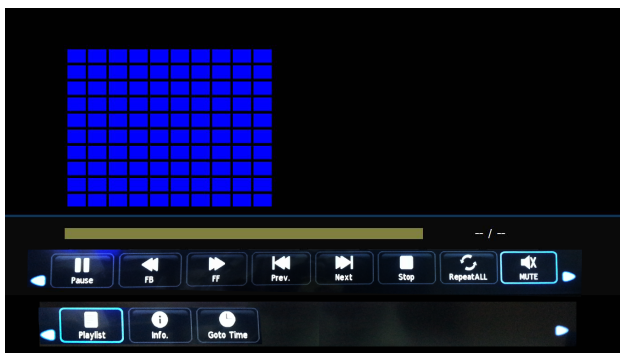 -- / --
Pause FB FF Prev. Next Stop RepeatALL MUTE
Playlist Info. Goto Time